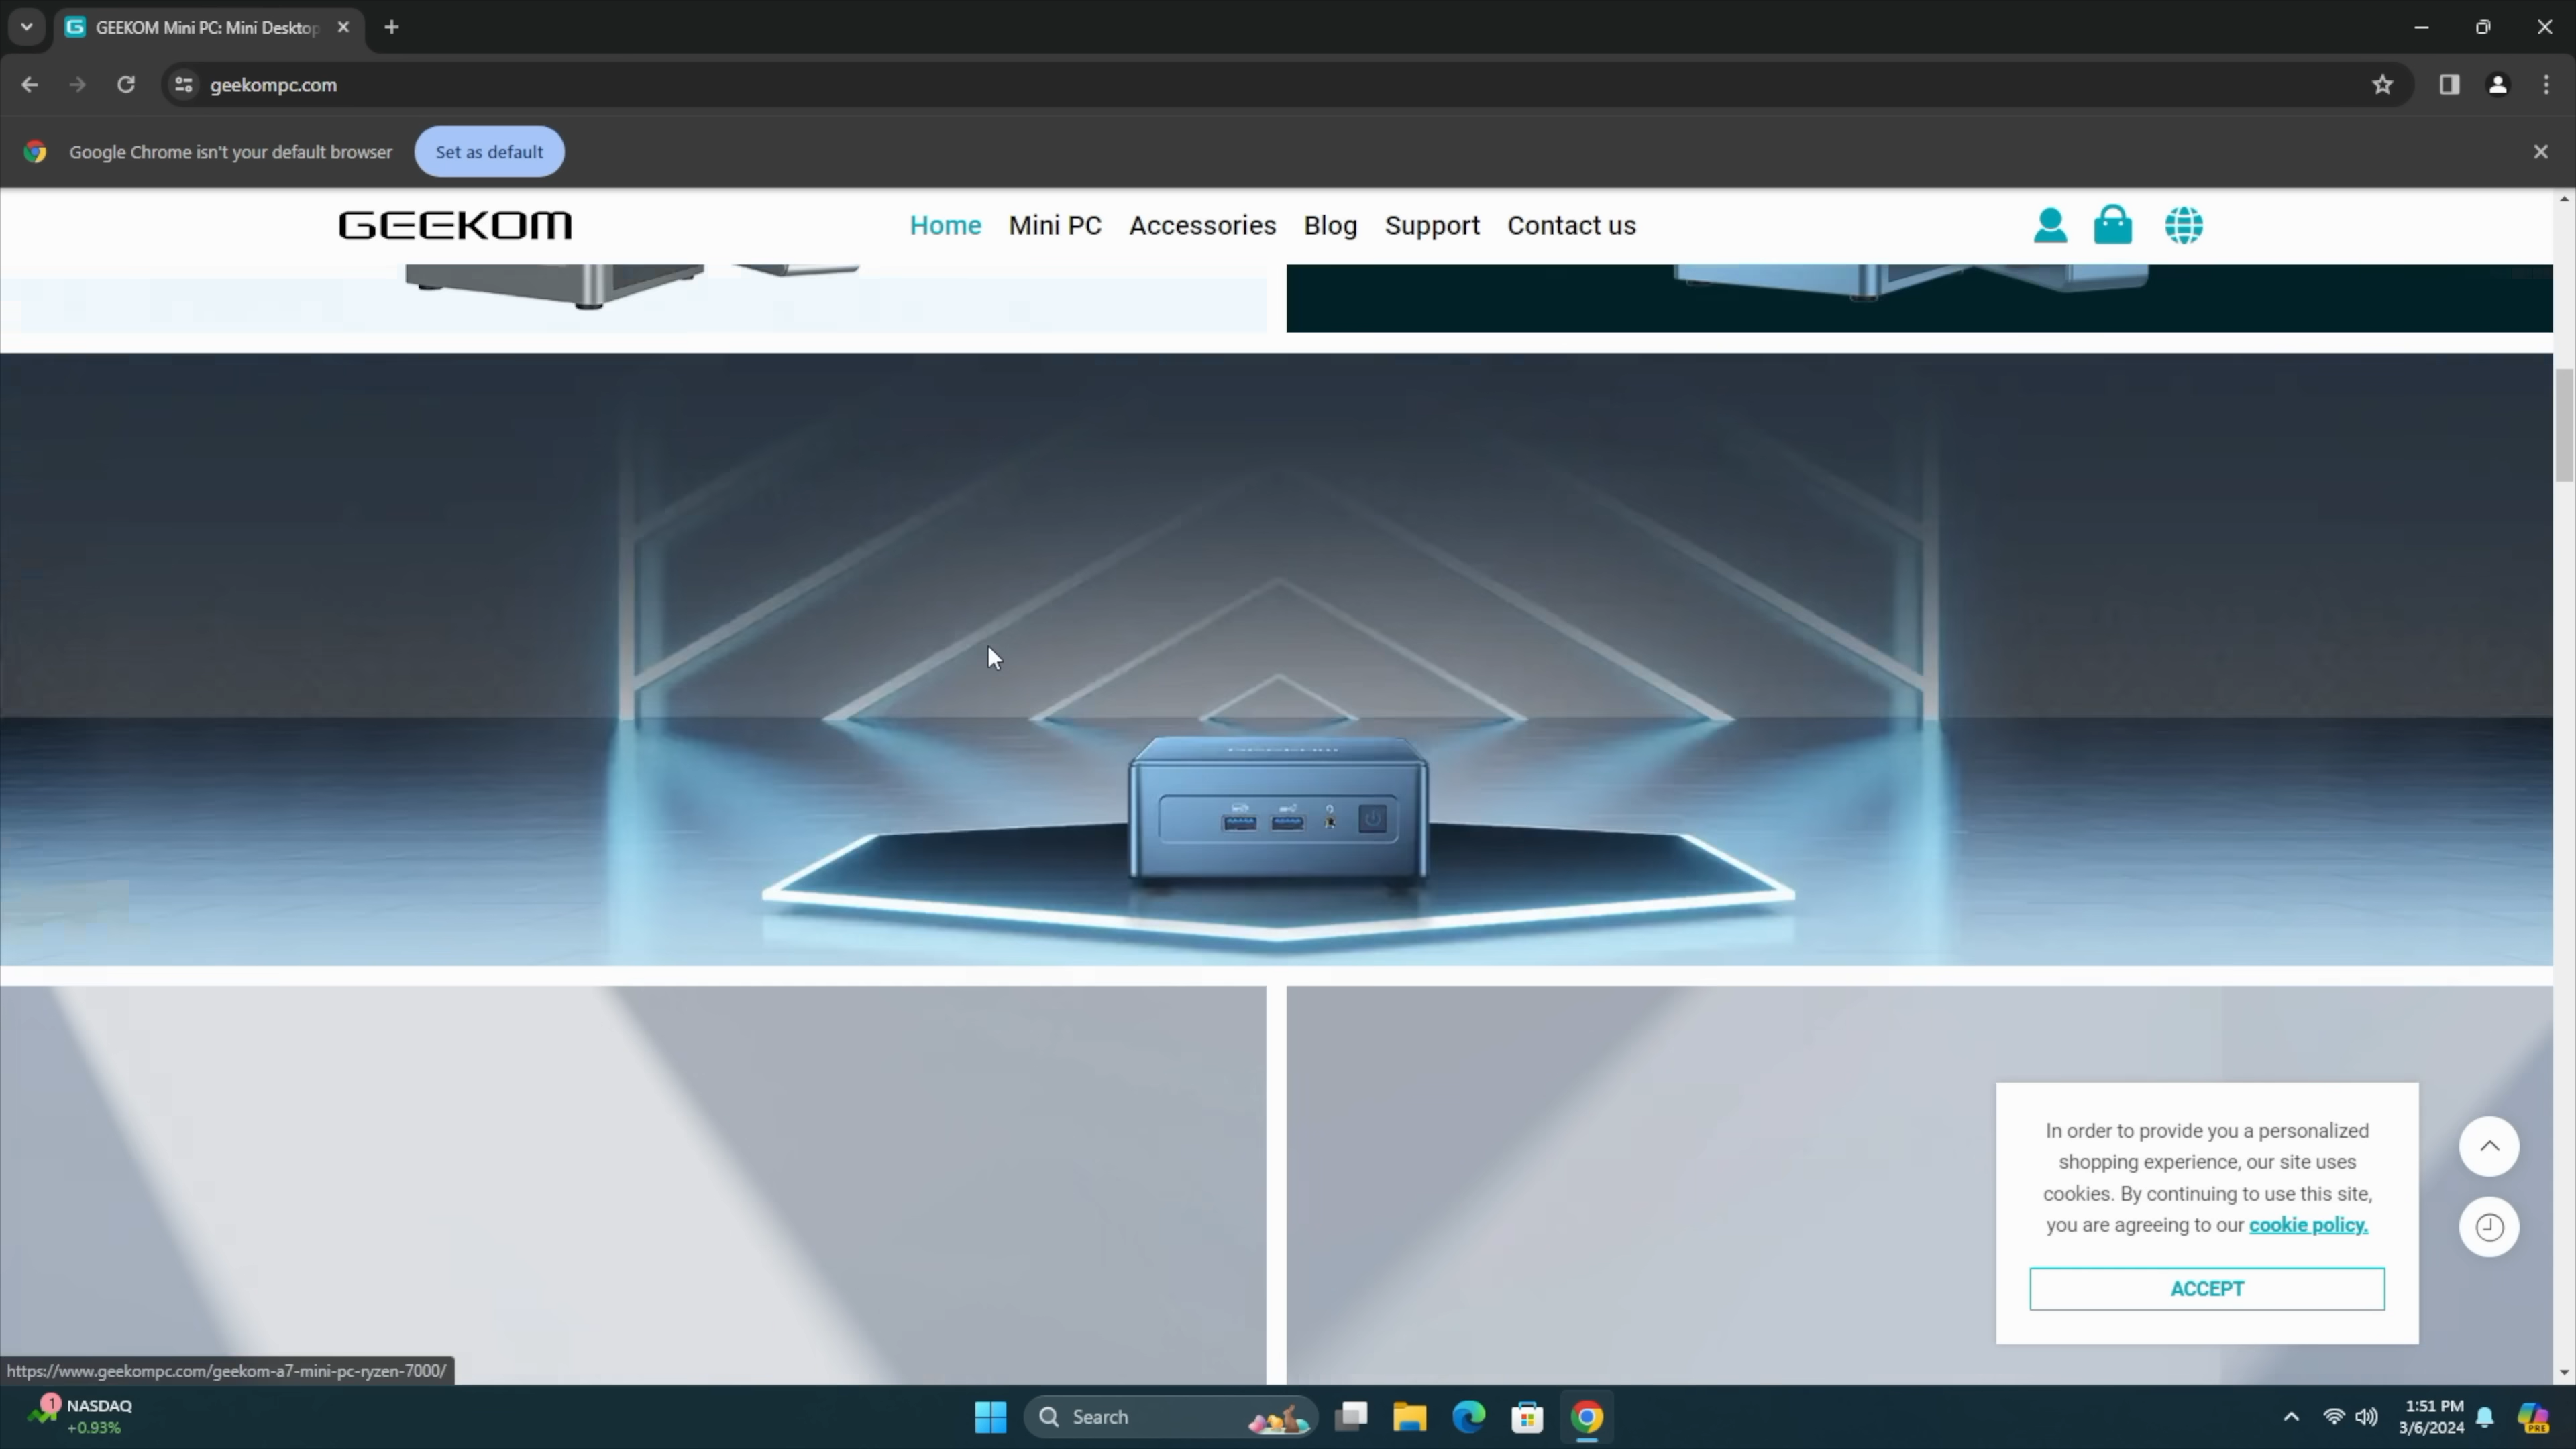 GEEKOM Mini PC: Mini Desktop
geekompc.com
Google Chrome isn't your default browser
Set as default
GEEKOM
Home
Mini PC
Accessories
Blog
Support
Contact us
In order to provide you a personalized
shopping experience, our site uses
cookies. By continuing to use this site,
you are agreeing to our cookie policy.
ACCEPT
https://www.geekompc.com/geekom-a7-mini-pc-ryzen-7000/
1
NASDAQ
+0.93%
Search
1:51 PM
3/6/2024
PRE